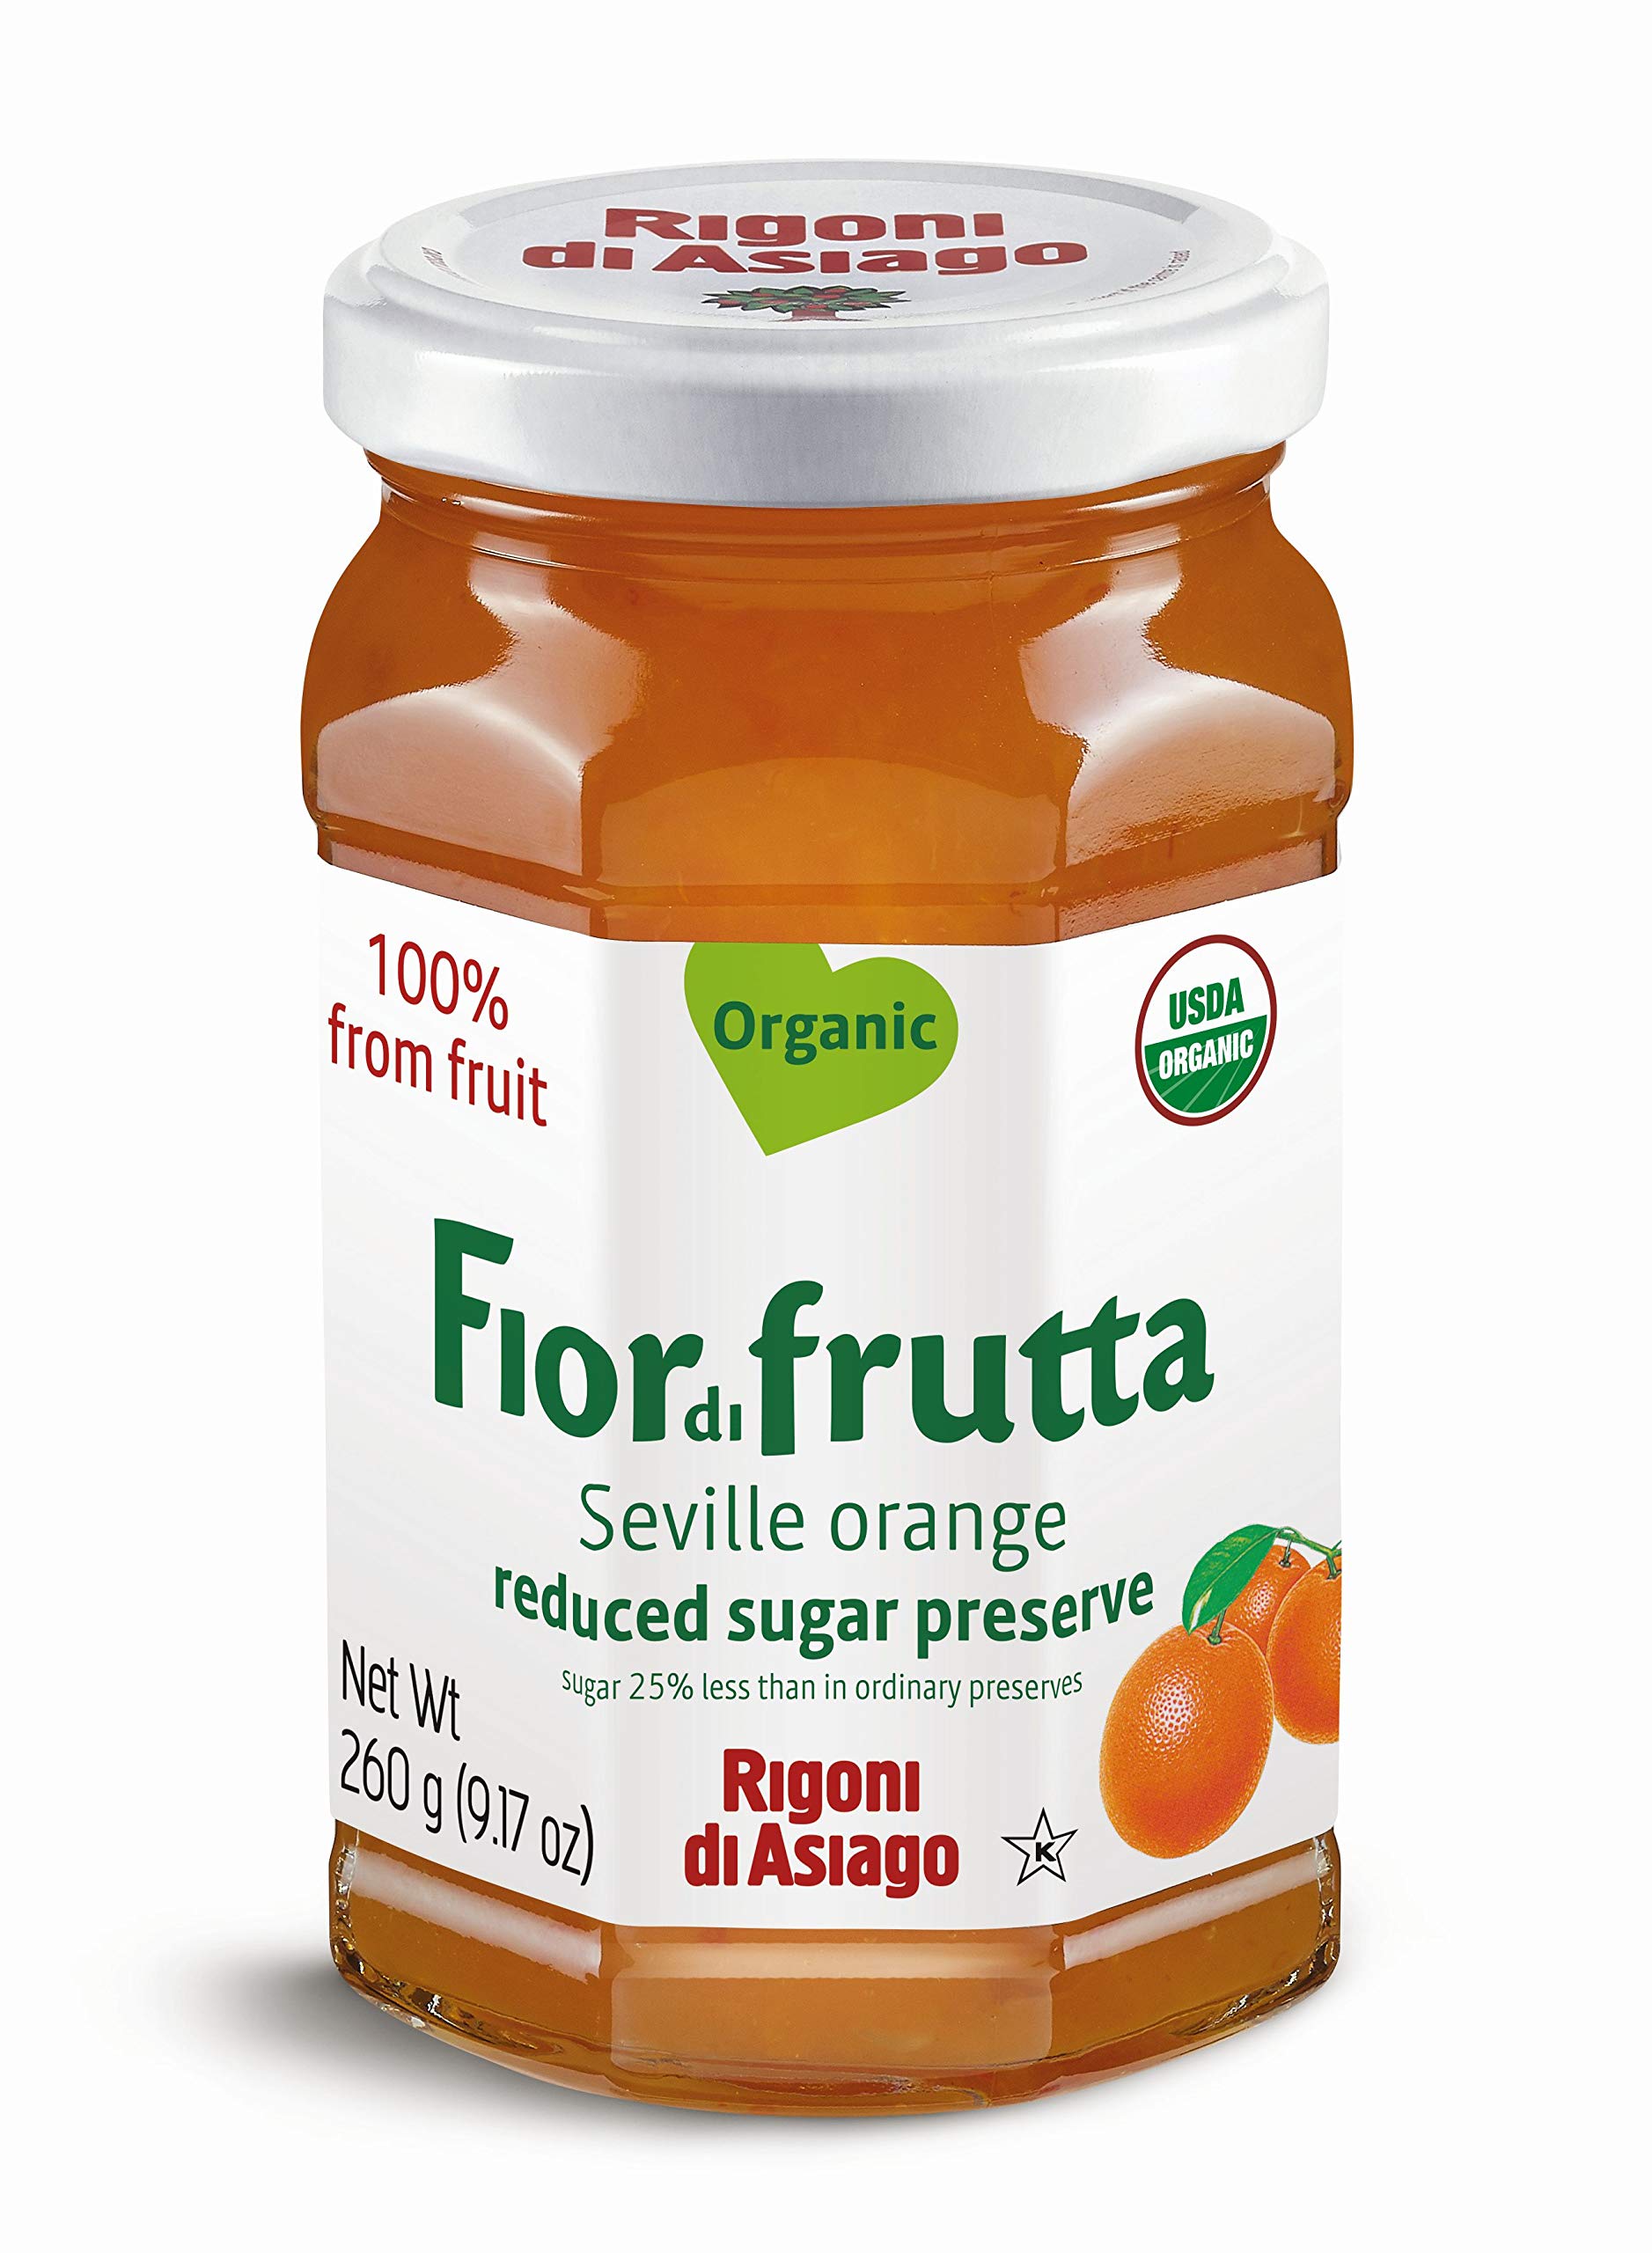 Rigoni
di Asiago
100%
from fruit
Organic
USDA
ORGANIC
Fior di frutta
Seville orange
reduced sugar preserve
sugar 25% less than in ordinary preserves
Net Wt
260 g (9.17 oz)
Rigoni
di Asiago
K